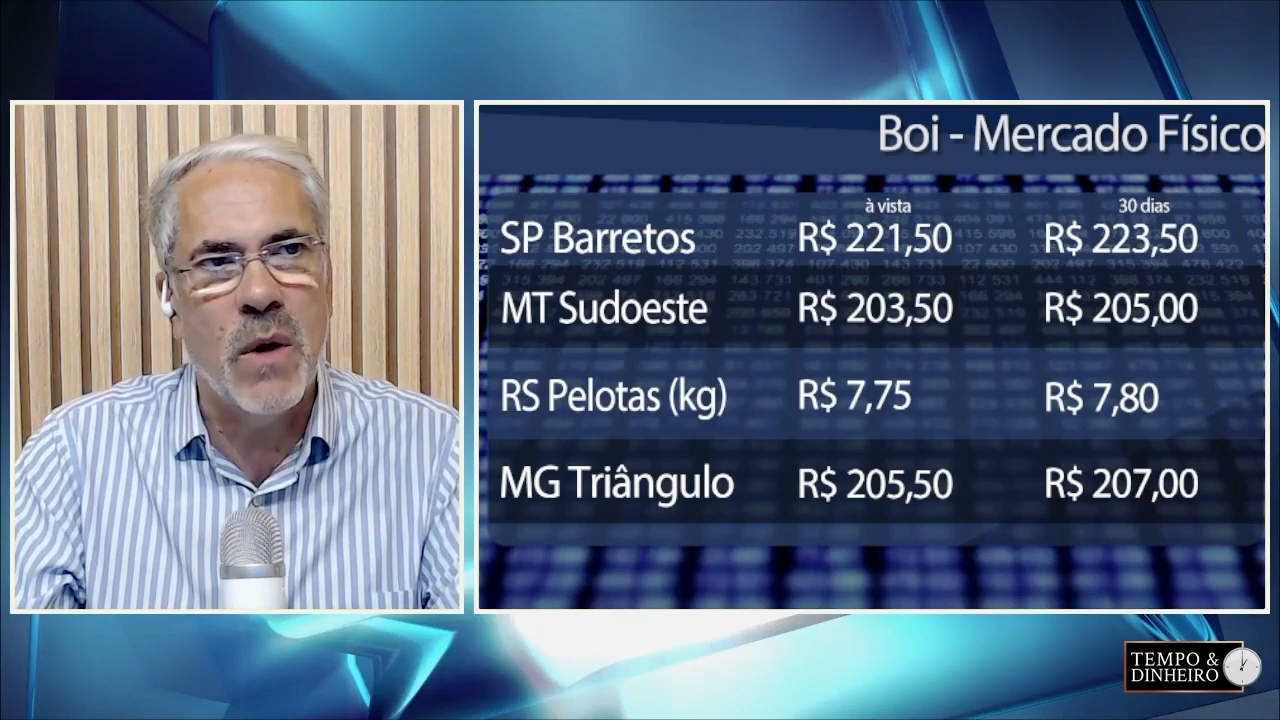 Boi - Mercado Físico
à vista 30 dias
SP Barretos R$ 221,50 R$ 223,50
MT Sudoeste R$ 203,50 R$ 205,00
RS Pelotas (kg) R$ 7,75 R$ 7,80
MG Triângulo R$ 205,50 R$ 207,00
TEMPO &
DINHEIRO